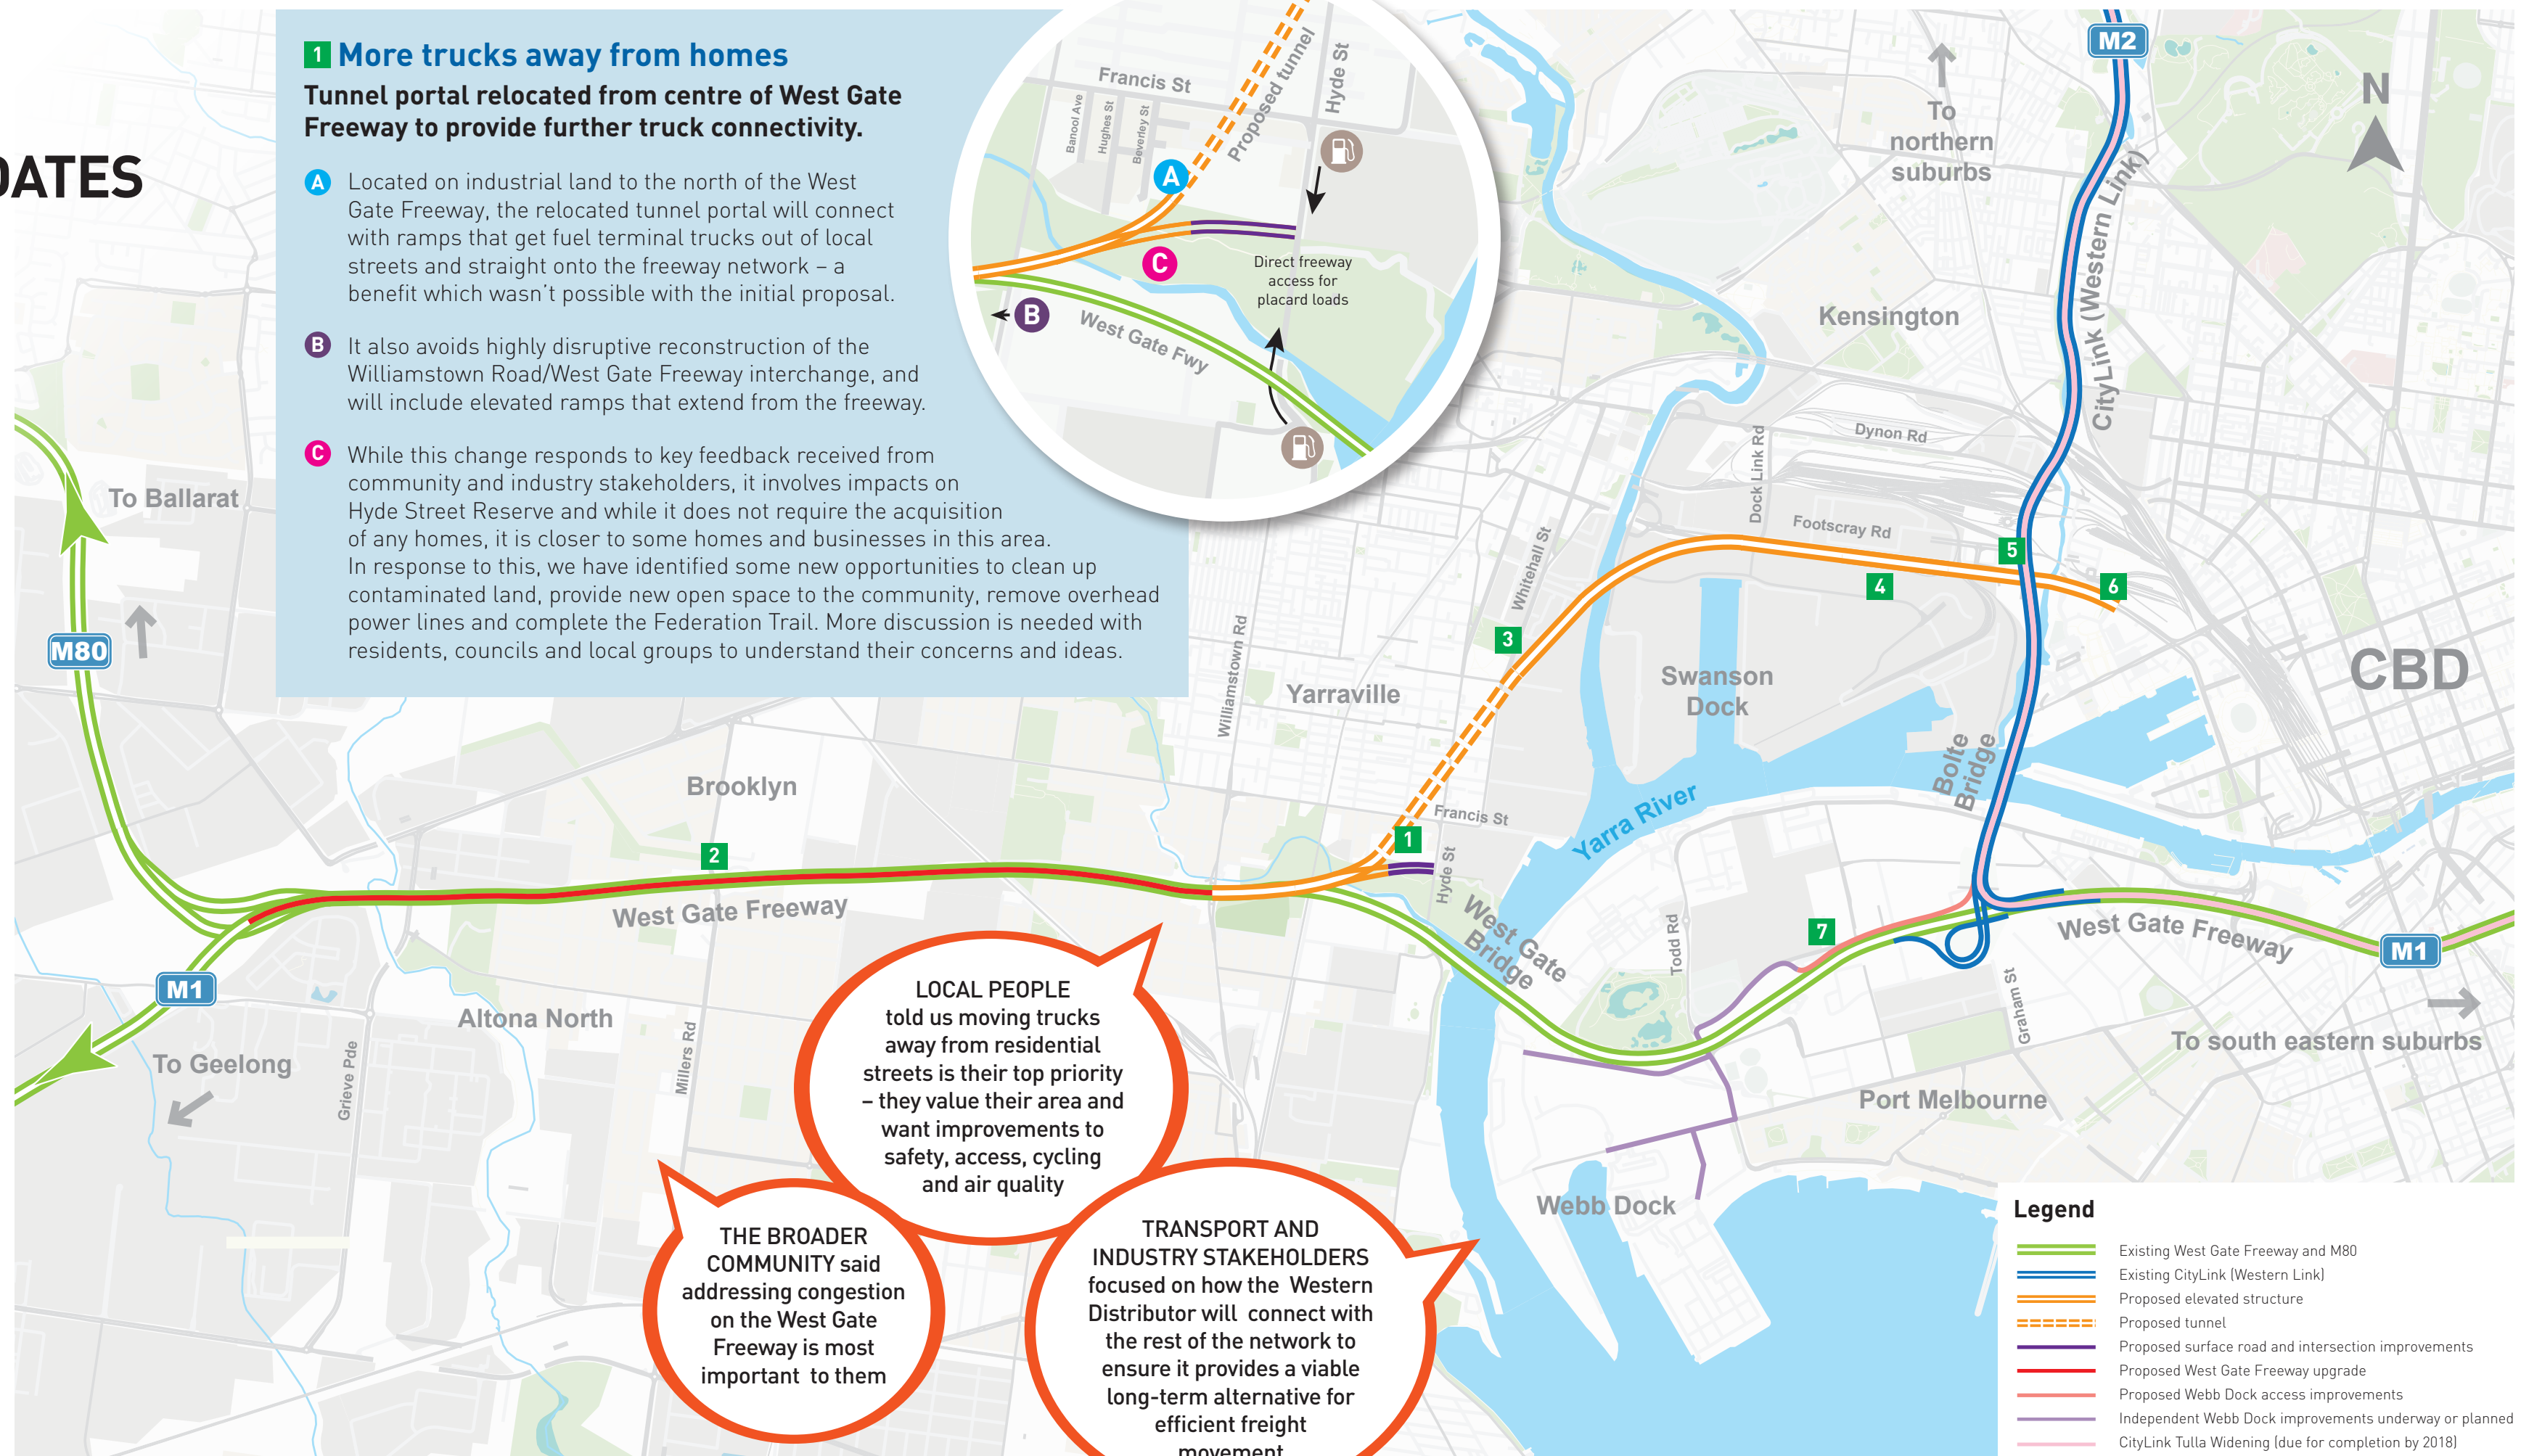 DATES
1 More trucks away from homes
Tunnel portal relocated from centre of West Gate
Freeway to provide further truck connectivity.
A Located on industrial land to the north of the West
Gate Freeway, the relocated tunnel portal will connect
with ramps that get fuel terminal trucks out of local
streets and straight onto the freeway network – a
benefit which wasn't possible with the initial proposal.
B It also avoids highly disruptive reconstruction of the
Williamstown Road/West Gate Freeway interchange, and
will include elevated ramps that extend from the freeway.
C While this change responds to key feedback received from
community and industry stakeholders, it involves impacts on
Hyde Street Reserve and while it does not require the acquisition
of any homes, it is closer to some homes and businesses in this area.
In response to this, we have identified some new opportunities to clean up
contaminated land, provide new open space to the community, remove overhead
power lines and complete the Federation Trail. More discussion is needed with
residents, councils and local groups to understand their concerns and ideas.
Francis St
Banool Ave
Hughes St
Beverley St
Proposed tunnel
Hyde St
A
C
B
Direct freeway
access for
placard loads
West Gate Fwy
M2
N
To
northern
suburbs
CityLink (Western Link)
Kensington
Dynon Rd
Dock Link Rd
Footscray Rd
Whitehall St
5
4
6
3
To Ballarat
M80
Williamstown Rd
Yarraville
Swanson
Dock
CBD
Bolte
Bridge
Brooklyn
Yarra River
Francis St
1
2
Hyde St
West Gate Freeway
West Gate
Bridge
Todd Rd
7
West Gate Freeway
M1
Graham St
To south eastern suburbs
M1
Altona North
To Geelong
Grieve Pde
Millers Rd
Port Melbourne
Webb Dock
LOCAL PEOPLE
told us moving trucks
away from residential
streets is their top priority
– they value their area and
want improvements to
safety, access, cycling
and air quality
THE BROADER
COMMUNITY said
addressing congestion
on the West Gate
Freeway is most
important to them
TRANSPORT AND
INDUSTRY STAKEHOLDERS
focused on how the Western
Distributor will connect with
the rest of the network to
ensure it provides a viable
long-term alternative for
efficient freight
movement
Legend
Existing West Gate Freeway and M80
Existing CityLink (Western Link)
Proposed elevated structure
Proposed tunnel
Proposed surface road and intersection improvements
Proposed West Gate Freeway upgrade
Proposed Webb Dock access improvements
Independent Webb Dock improvements underway or planned
CityLink Tulla Widening (due for completion by 2018)